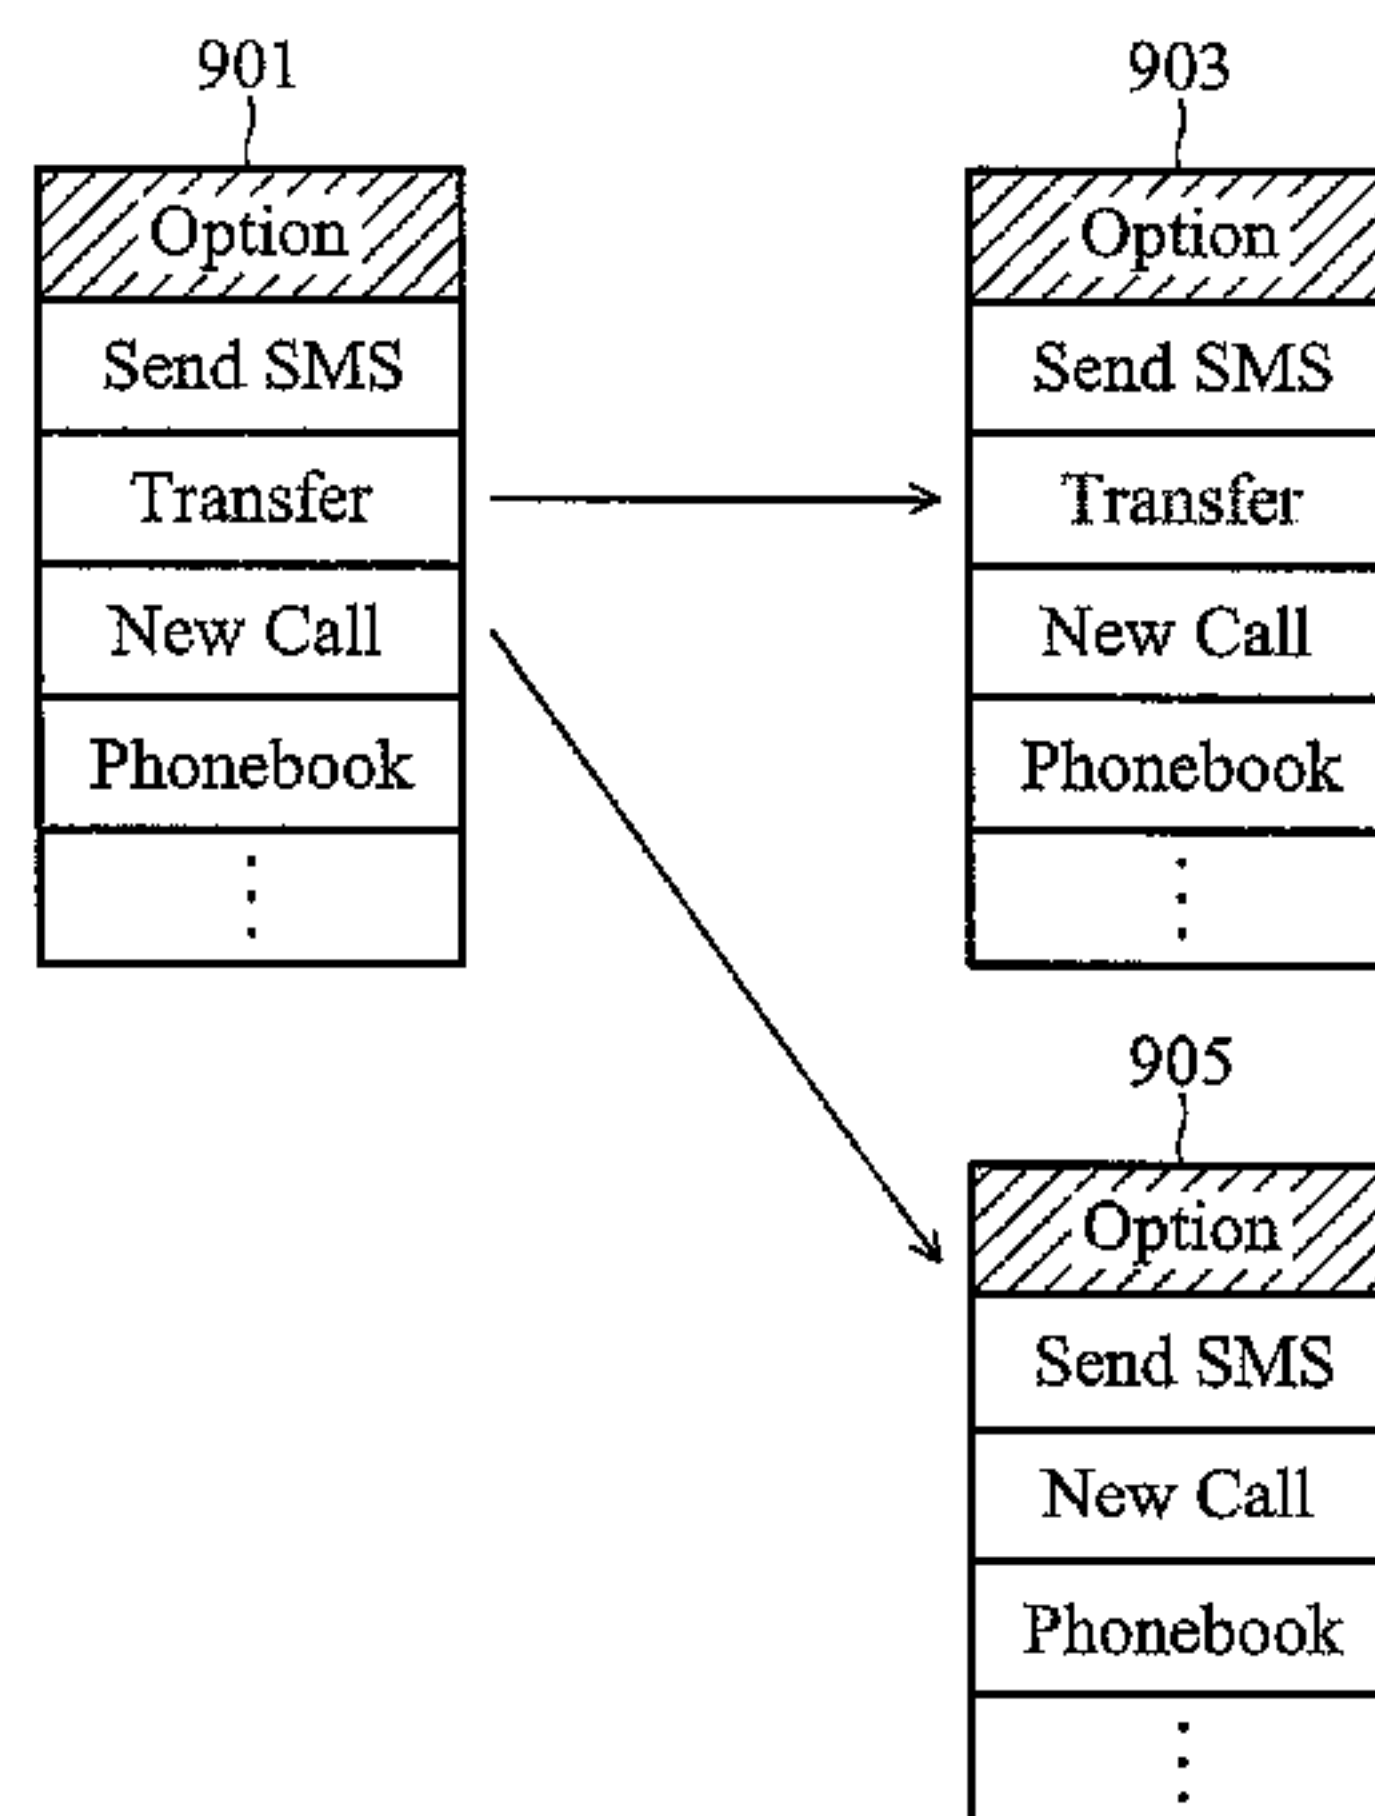 901
Option
Send SMS
Transfer
New Call
Phonebook
903
Option
Send SMS
Transfer
New Call
Phonebook
905
Option
Send SMS
New Call
Phonebook